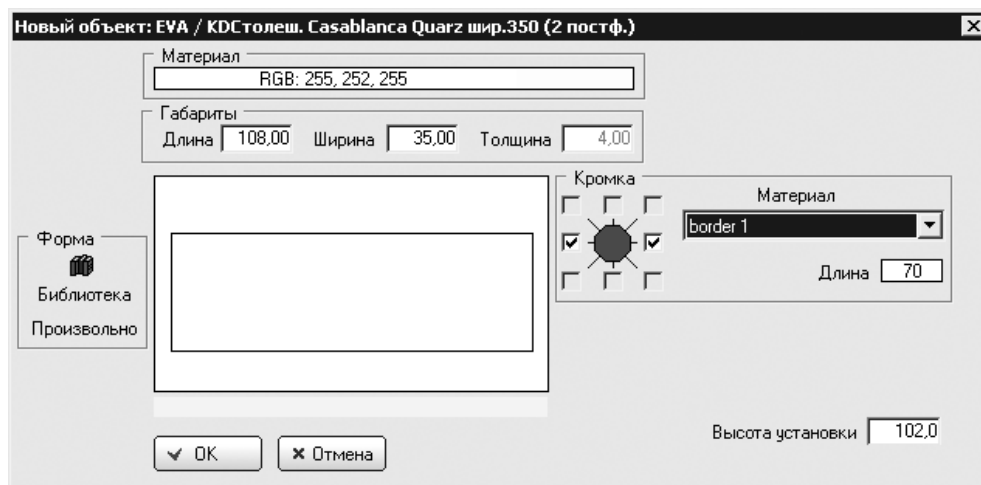 Новый объект: EVA / KDСтолеш. Casablanca Quarz шир.350 (2 постф.)
Материал
RGB: 255, 252, 255
Габариты
Длина 108,00 Ширина 35,00 Толщина 4,00
Кромка
Материал
border 1
Длина 70
Форма
Библиотека
Произвольно
Высота установки 102,0
OK Отмена